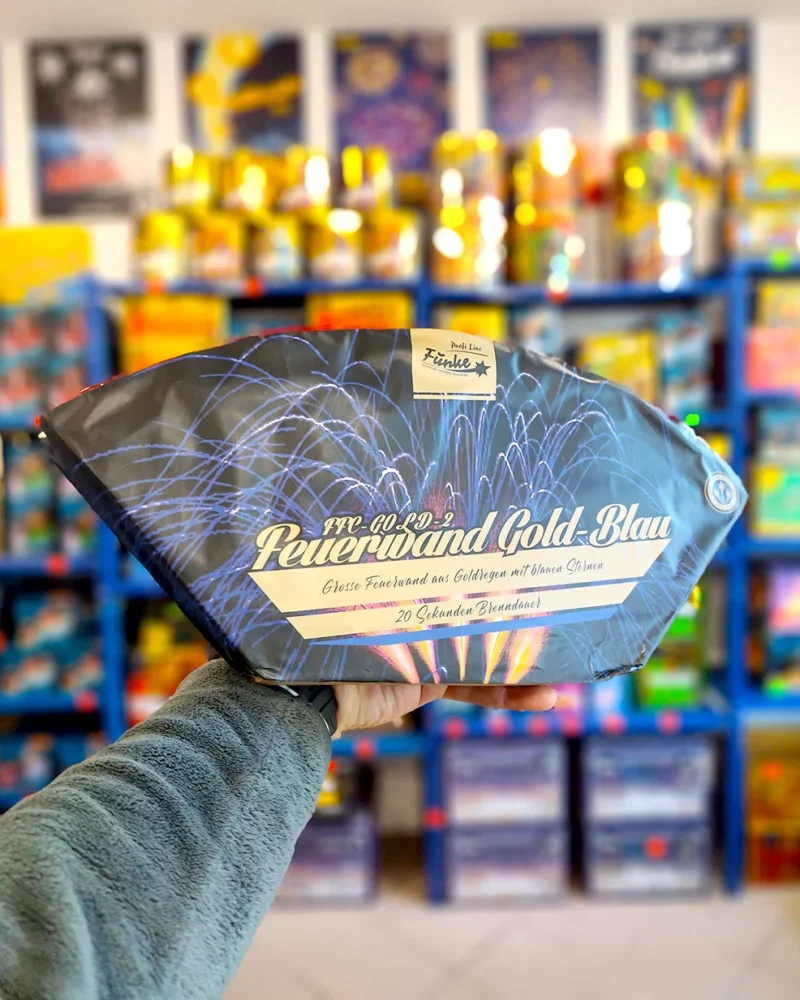 Profi Line
Funke
FFC-GOLD-2
Feuerwand Gold-Blau
Grosse Feuerwand aus Goldregen mit blauen Sternen
20 Sekunden Brenndauer